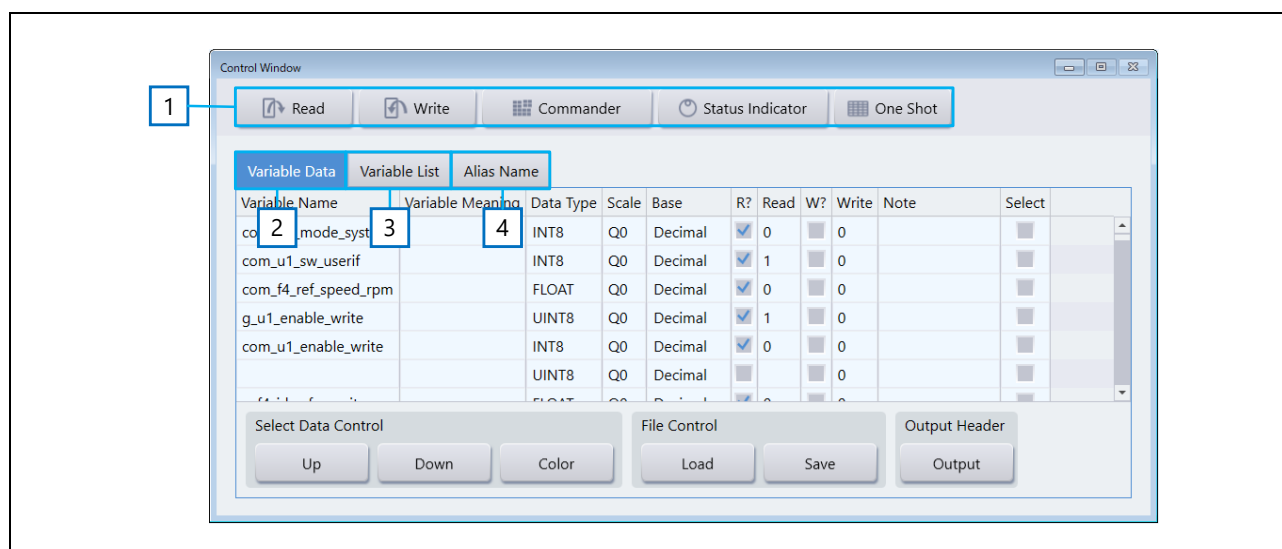 Control Window
1 Read Write Commander Status Indicator One Shot
Variable Data Variable List Alias Name
Variable Name Variable Meaning Data Type Scale Base R? Read W? Write Note Select
2 3 4
mode_syst INT8 Q0 Decimal 0 0
com_u1_sw_userif INT8 Q0 Decimal 1 0
com_f4_ref_speed_rpm FLOAT Q0 Decimal 0 0
g_u1_enable_write UINT8 Q0 Decimal 1 0
com_u1_enable_write INT8 Q0 Decimal 0 0
UINT8 Q0 Decimal 0
Select Data Control File Control Output Header
Up Down Color Load Save Output